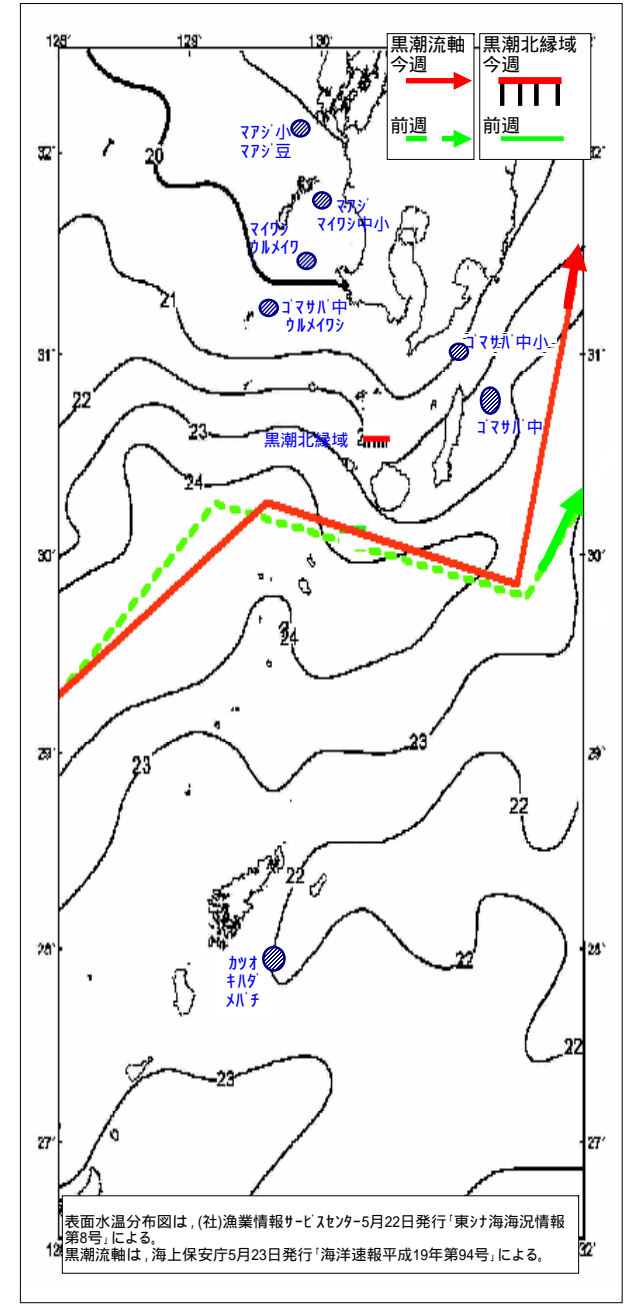 128°
129°
130°
黒潮流軸
今週
前週
黒潮北縁域
今週
前週
32°
20
マアジ小
マアジ豆
マアジ
マイワシ中小
マイワシ
ウルメイワ
21
ゴマサバ中
ウルメイワシ
31°
31°
ゴマサバ中小
22
ゴマサバ中
23
黒潮北縁域
24
30°
30°
24
23
29°
29°
23
22
22
28°
28°
22
カツオ
キハダ
メバチ
22
23
27°
27°
表面水温分布図は，(社)漁業情報サービスセンター5月22日発行「東シナ海海況情報
第8号」による。
黒潮流軸は，海上保安庁5月23日発行「海洋速報平成19年第94号」による。